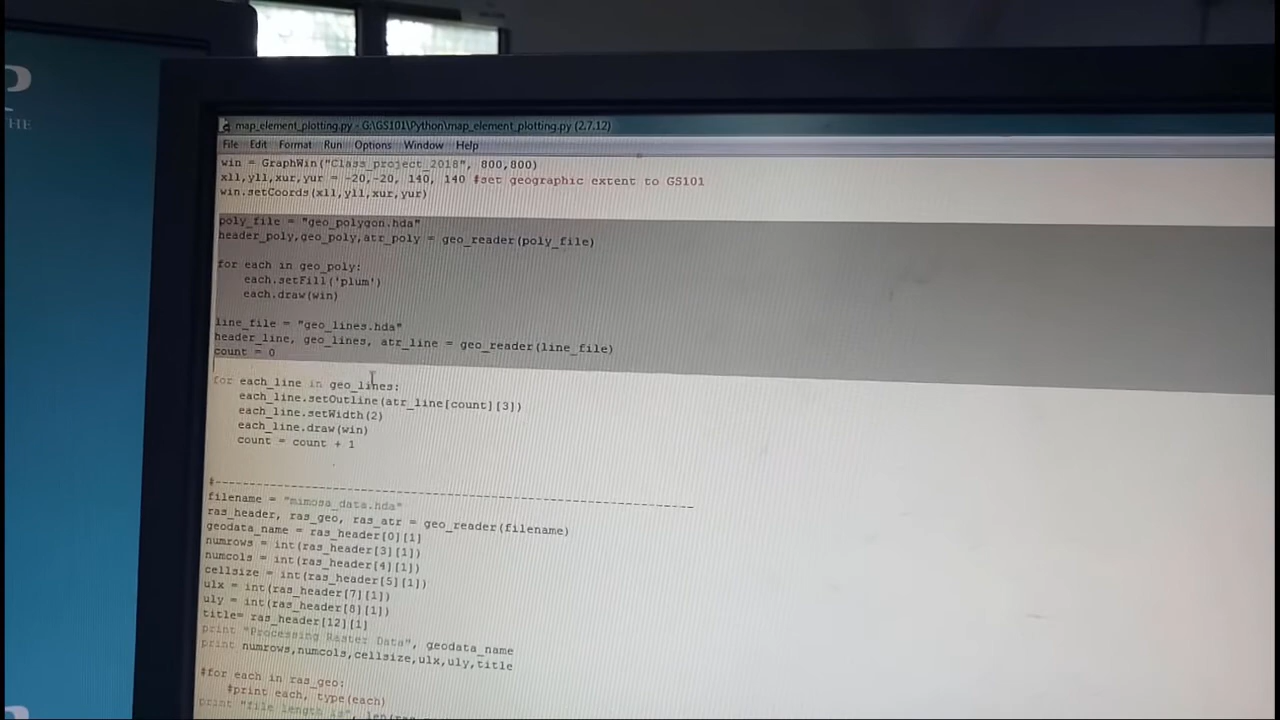 P
THE
map_element_plotting.py - G:\GS101\Python\map_element_plotting.py (2.7.12)
File Edit Format Run Options Window Help
win = GraphWin("Class_project_2018", 800,800)
xll,yll,xur,yur = -20,-20, 140, 140 #set geographic extent to GS101
win.setCoords(xll,yll,xur,yur)
poly_file = "geo_polygon.hda"
header_poly,geo_poly,atr_poly = geo_reader(poly_file)
for each in geo_poly:
each.setFill('plum')
each.draw(win)
line_file = "geo_lines.hda"
header_line, geo_lines, atr_line = geo_reader(line_file)
count = 0
for each_line in geo_lines:
each_line.setOutline(atr_line[count][3])
each_line.setWidth(2)
each_line.draw(win)
count = count + 1
#------------------------------------------------------------
filename = "mimosa_data.hda"
ras_header, ras_geo, ras_atr = geo_reader(filename)
geodata_name = ras_header[0][1]
numrows = int(ras_header[3][1])
numcols = int(ras_header[4][1])
cellsize = int(ras_header[5][1])
ulx = int(ras_header[7][1])
uly = int(ras_header[8][1])
title= ras_header[12][1]
print "Processing Raster Data", geodata_name
print numrows,numcols,cellsize,ulx,uly,title
#for each in ras_geo:
#print each, type(each)
print "file length is", len(ras